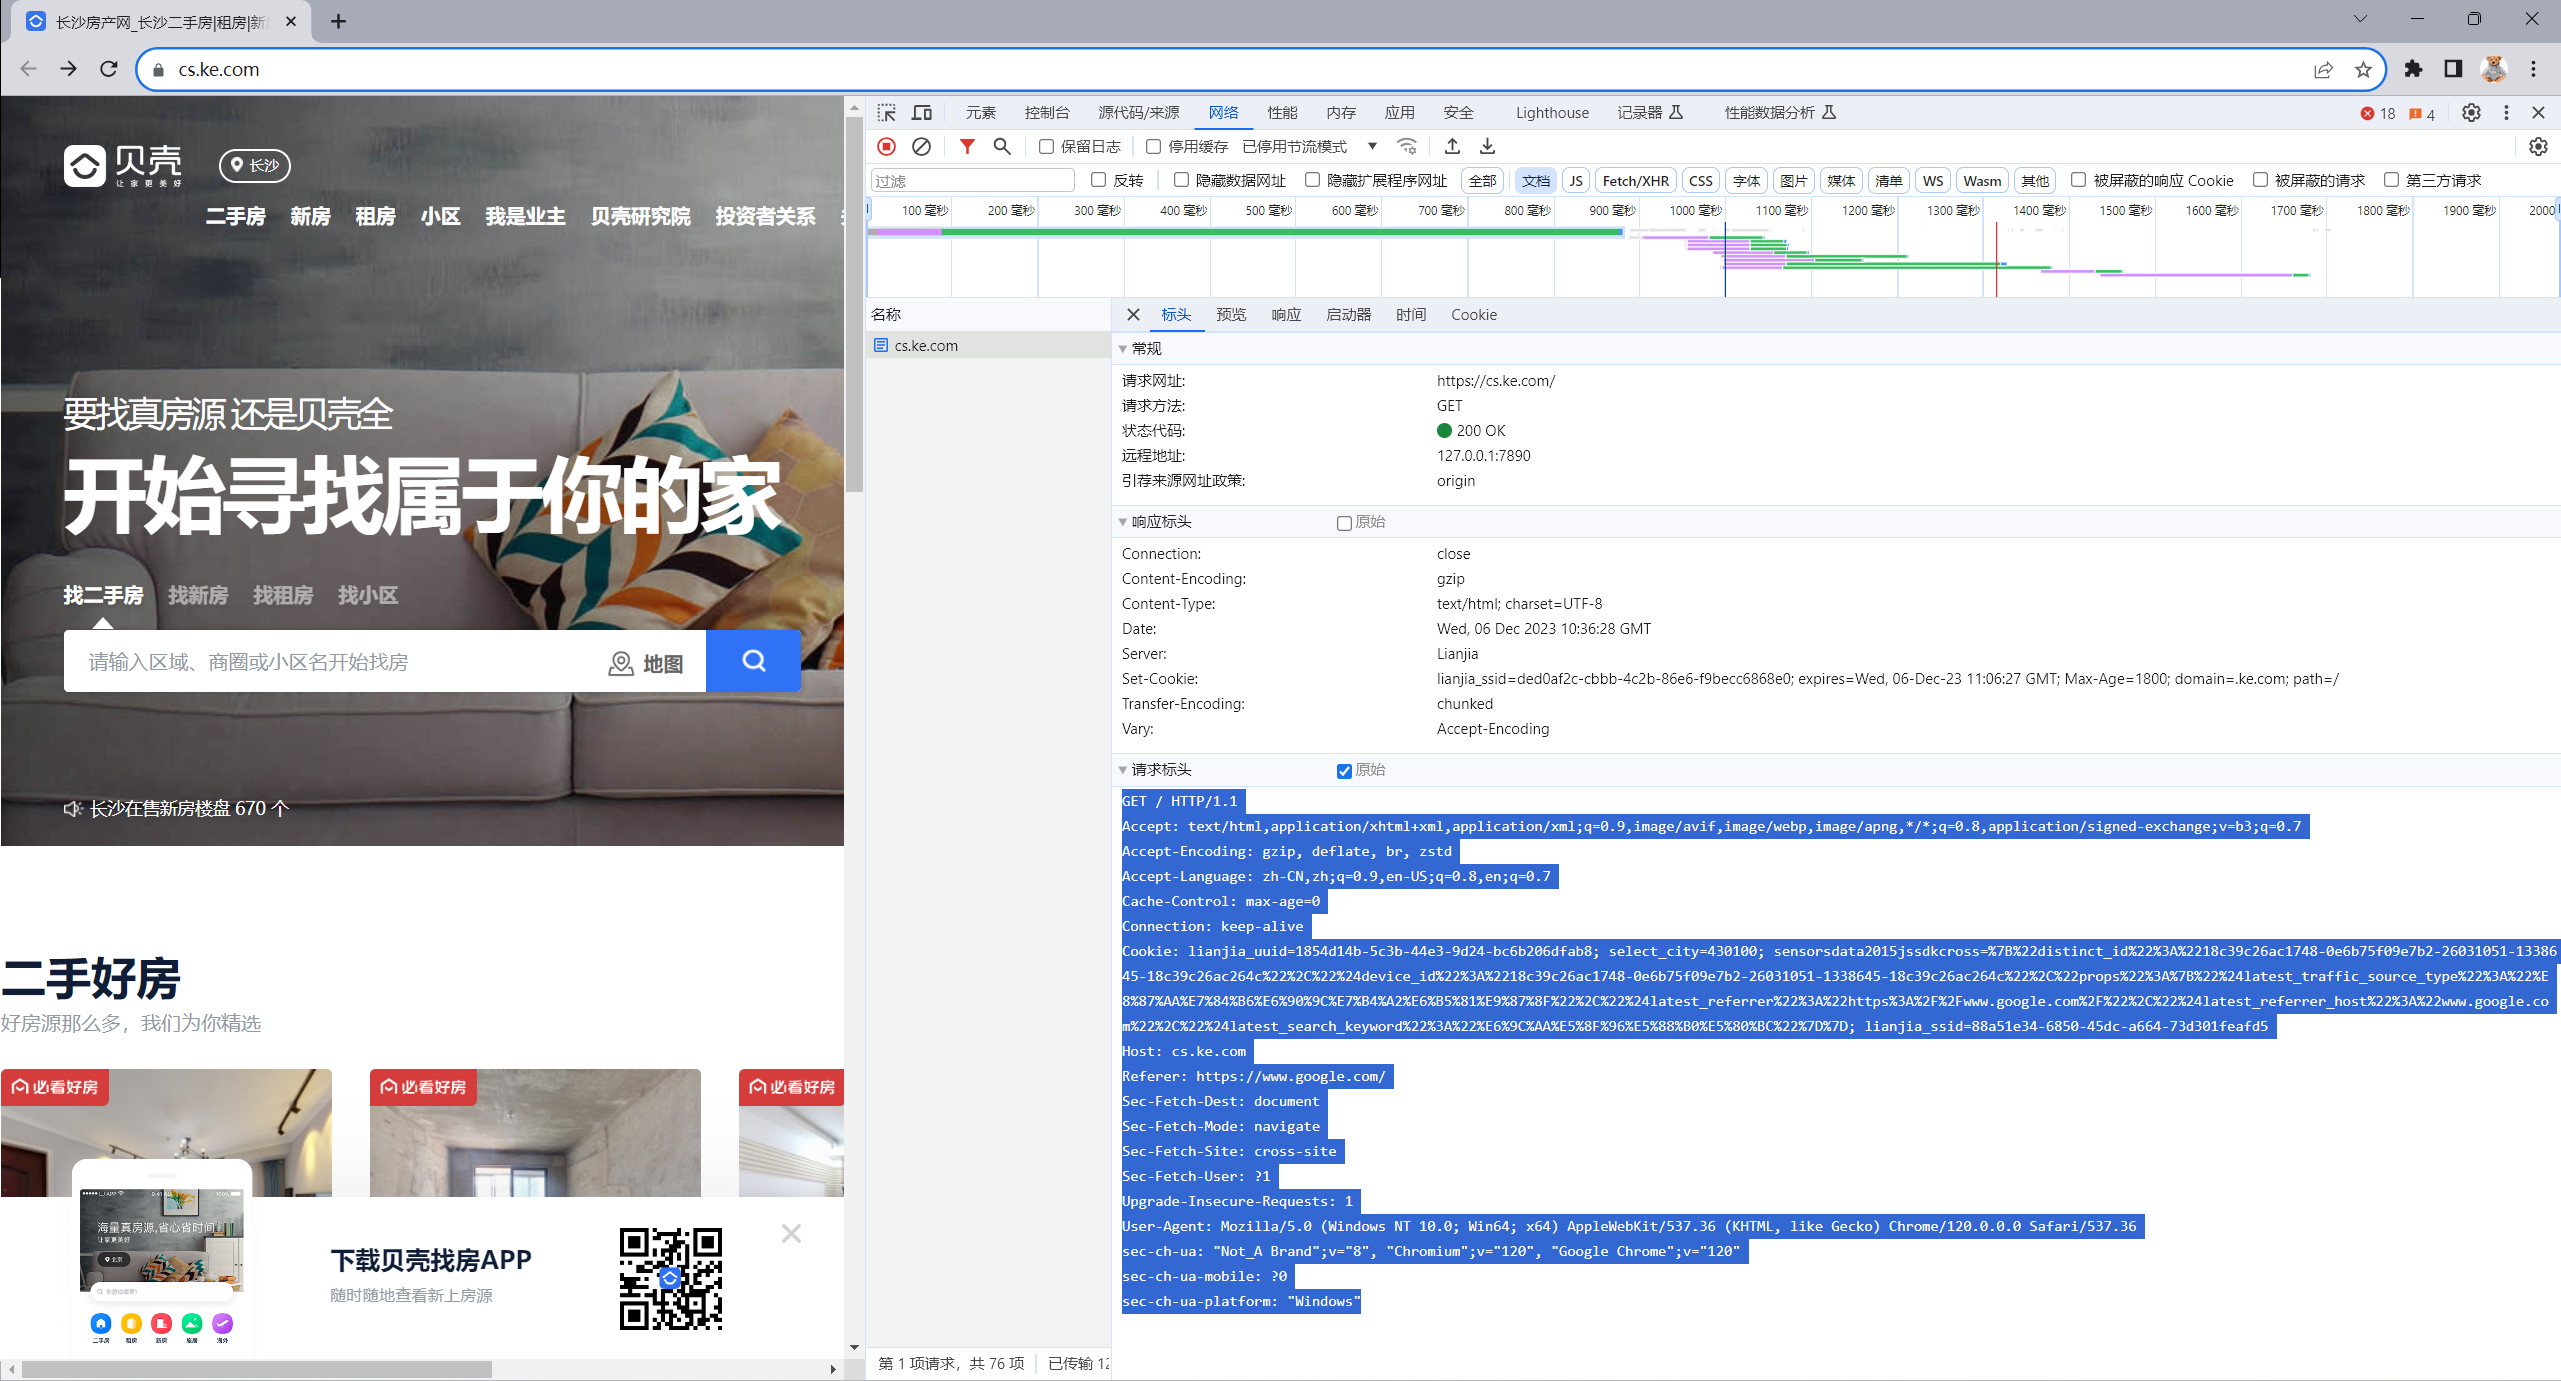 长沙房产网_长沙二手房|租房|新
cs.ke.com
贝壳
让家更美好
长沙
二手房 新房 租房 小区 我是业主 贝壳研究院 投资者关系
要找真房源 还是贝壳全
开始寻找属于你的家
找二手房 找新房 找租房 找小区
请输入区域、商圈或小区名开始找房
地图
长沙在售新房楼盘 670 个
二手好房
好房源那么多，我们为你精选
必看好房 必看好房 必看好房
海量真房源,省心省时间
让家更美好
北京
二手房 租房 新房 海外
下载贝壳找房APP
随时随地查看新上房源
元素 控制台 源代码/来源 网络 性能 内存 应用 安全 Lighthouse 记录器 性能数据分析 18 4
保留日志 停用缓存 已停用节流模式
过滤 反转 隐藏数据网址 隐藏扩展程序网址 全部 文档 JS Fetch/XHR CSS 字体 图片 媒体 清单 WS Wasm 其他 被屏蔽的响应 Cookie 被屏蔽的请求 第三方请求
100 毫秒 200 毫秒 300 毫秒 400 毫秒 500 毫秒 600 毫秒 700 毫秒 800 毫秒 900 毫秒 1000 毫秒 1100 毫秒 1200 毫秒 1300 毫秒 1400 毫秒 1500 毫秒 1600 毫秒 1700 毫秒 1800 毫秒 1900 毫秒 2000
名称
cs.ke.com
标头 预览 响应 启动器 时间 Cookie
常规
请求网址: https://cs.ke.com/
请求方法: GET
状态代码: 200 OK
远程地址: 127.0.0.1:7890
引荐来源网址政策: origin
响应标头 原始
Connection: close
Content-Encoding: gzip
Content-Type: text/html; charset=UTF-8
Date: Wed, 06 Dec 2023 10:36:28 GMT
Server: Lianjia
Set-Cookie: lianjia_ssid=ded0af2c-cbbb-4c2b-86e6-f9becc6868e0; expires=Wed, 06-Dec-23 11:06:27 GMT; Max-Age=1800; domain=.ke.com; path=/
Transfer-Encoding: chunked
Vary: Accept-Encoding
请求标头 原始
GET / HTTP/1.1
Accept: text/html,application/xhtml+xml,application/xml;q=0.9,image/avif,image/webp,image/apng,*/*;q=0.8,application/signed-exchange;v=b3;q=0.7
Accept-Encoding: gzip, deflate, br, zstd
Accept-Language: zh-CN,zh;q=0.9,en-US;q=0.8,en;q=0.7
Cache-Control: max-age=0
Connection: keep-alive
Cookie: lianjia_uuid=1854d14b-5c3b-44e3-9d24-bc6b206dfab8; select_city=430100; sensorsdata2015jssdkcross=%7B%22distinct_id%22%3A%2218c39c26ac1748-0e6b75f09e7b2-26031051-13386
45-18c39c26ac264c%22%2C%22%24device_id%22%3A%2218c39c26ac1748-0e6b75f09e7b2-26031051-1338645-18c39c26ac264c%22%2C%22props%22%3A%7B%22%24latest_traffic_source_type%22%3A%22%E
8%87%AA%E7%84%B6%E6%90%9C%E7%B4%A2%E6%B5%81%E9%87%8F%22%2C%22%24latest_referrer%22%3A%22https%3A%2F%2Fwww.google.com%2F%22%2C%22%24latest_referrer_host%22%3A%22www.google.co
m%22%2C%22%24latest_search_keyword%22%3A%22%E6%9C%AA%E5%8F%96%E5%88%B0%E5%80%BC%22%7D%7D; lianjia_ssid=88a51e34-6850-45dc-a664-73d301feafd5
Host: cs.ke.com
Referer: https://www.google.com/
Sec-Fetch-Dest: document
Sec-Fetch-Mode: navigate
Sec-Fetch-Site: cross-site
Sec-Fetch-User: ?1
Upgrade-Insecure-Requests: 1
User-Agent: Mozilla/5.0 (Windows NT 10.0; Win64; x64) AppleWebKit/537.36 (KHTML, like Gecko) Chrome/120.0.0.0 Safari/537.36
sec-ch-ua: "Not_A Brand";v="8", "Chromium";v="120", "Google Chrome";v="120"
sec-ch-ua-mobile: ?0
sec-ch-ua-platform: "Windows"
第 1 项请求，共 76 项 已传输 12